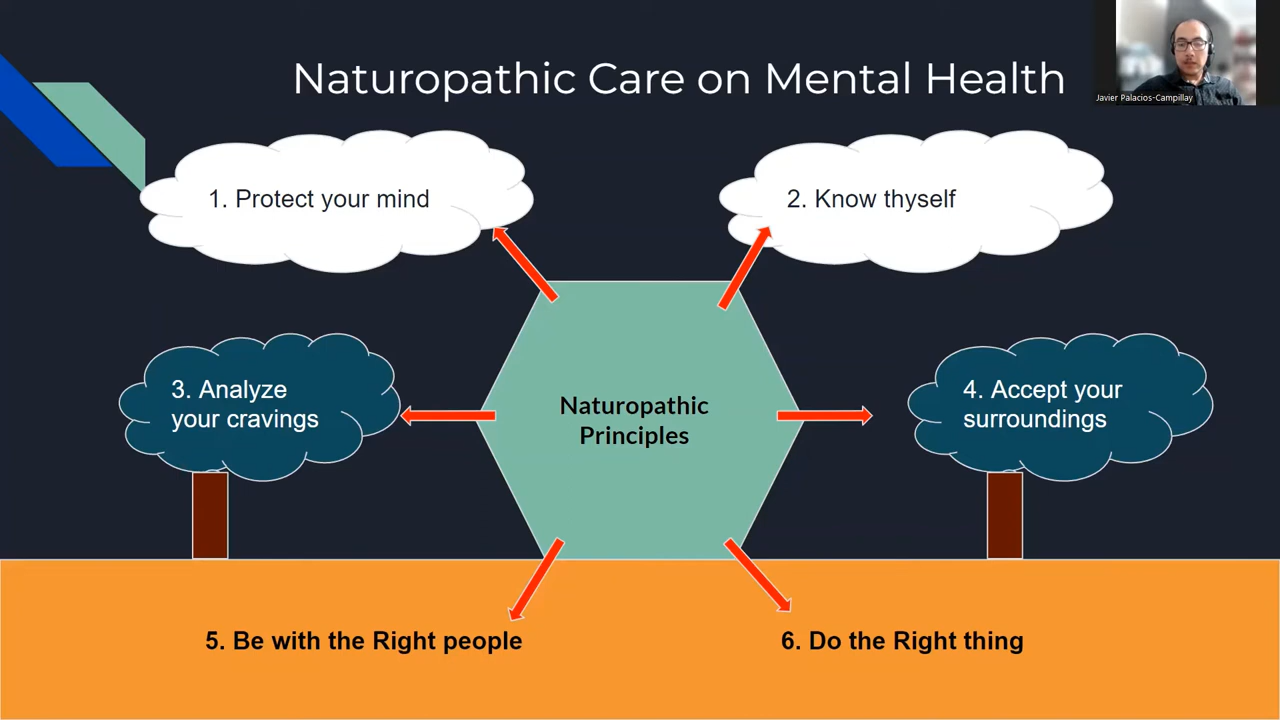 Naturopathic Care on Mental Health
Javier Palacios-Campillay
1. Protect your mind
2. Know thyself
3. Analyze
your cravings
Naturopathic
Principles
4. Accept your
surroundings
5. Be with the Right people
6. Do the Right thing